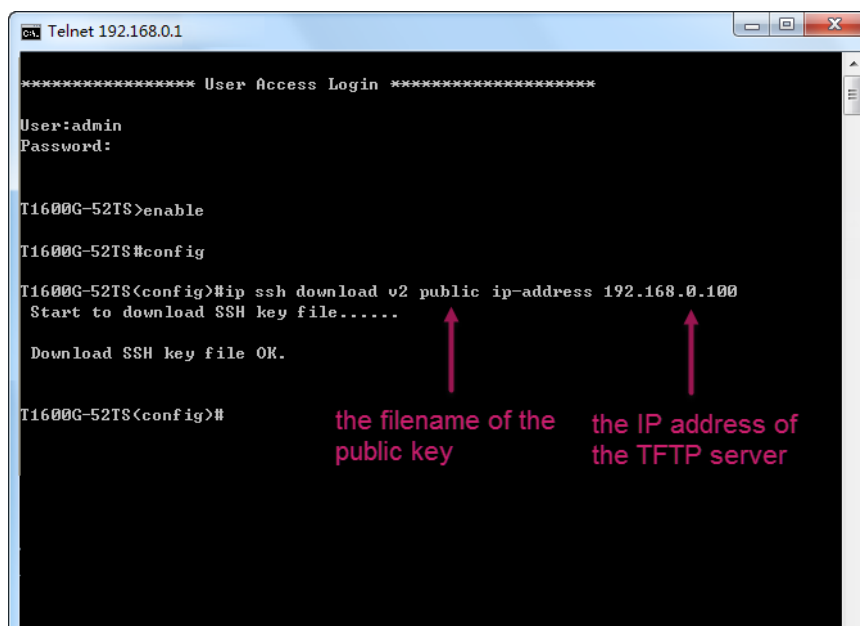 Telnet 192.168.0.1
***************** User Access Login ********************
User:admin
Password:
T1600G-52TS>enable
T1600G-52TS#config
T1600G-52TS(config)#ip ssh download v2 public ip-address 192.168.0.100
Start to download SSH key file......
Download SSH key file OK.
T1600G-52TS(config)#
the filename of the
public key
the IP address of
the TFTP server